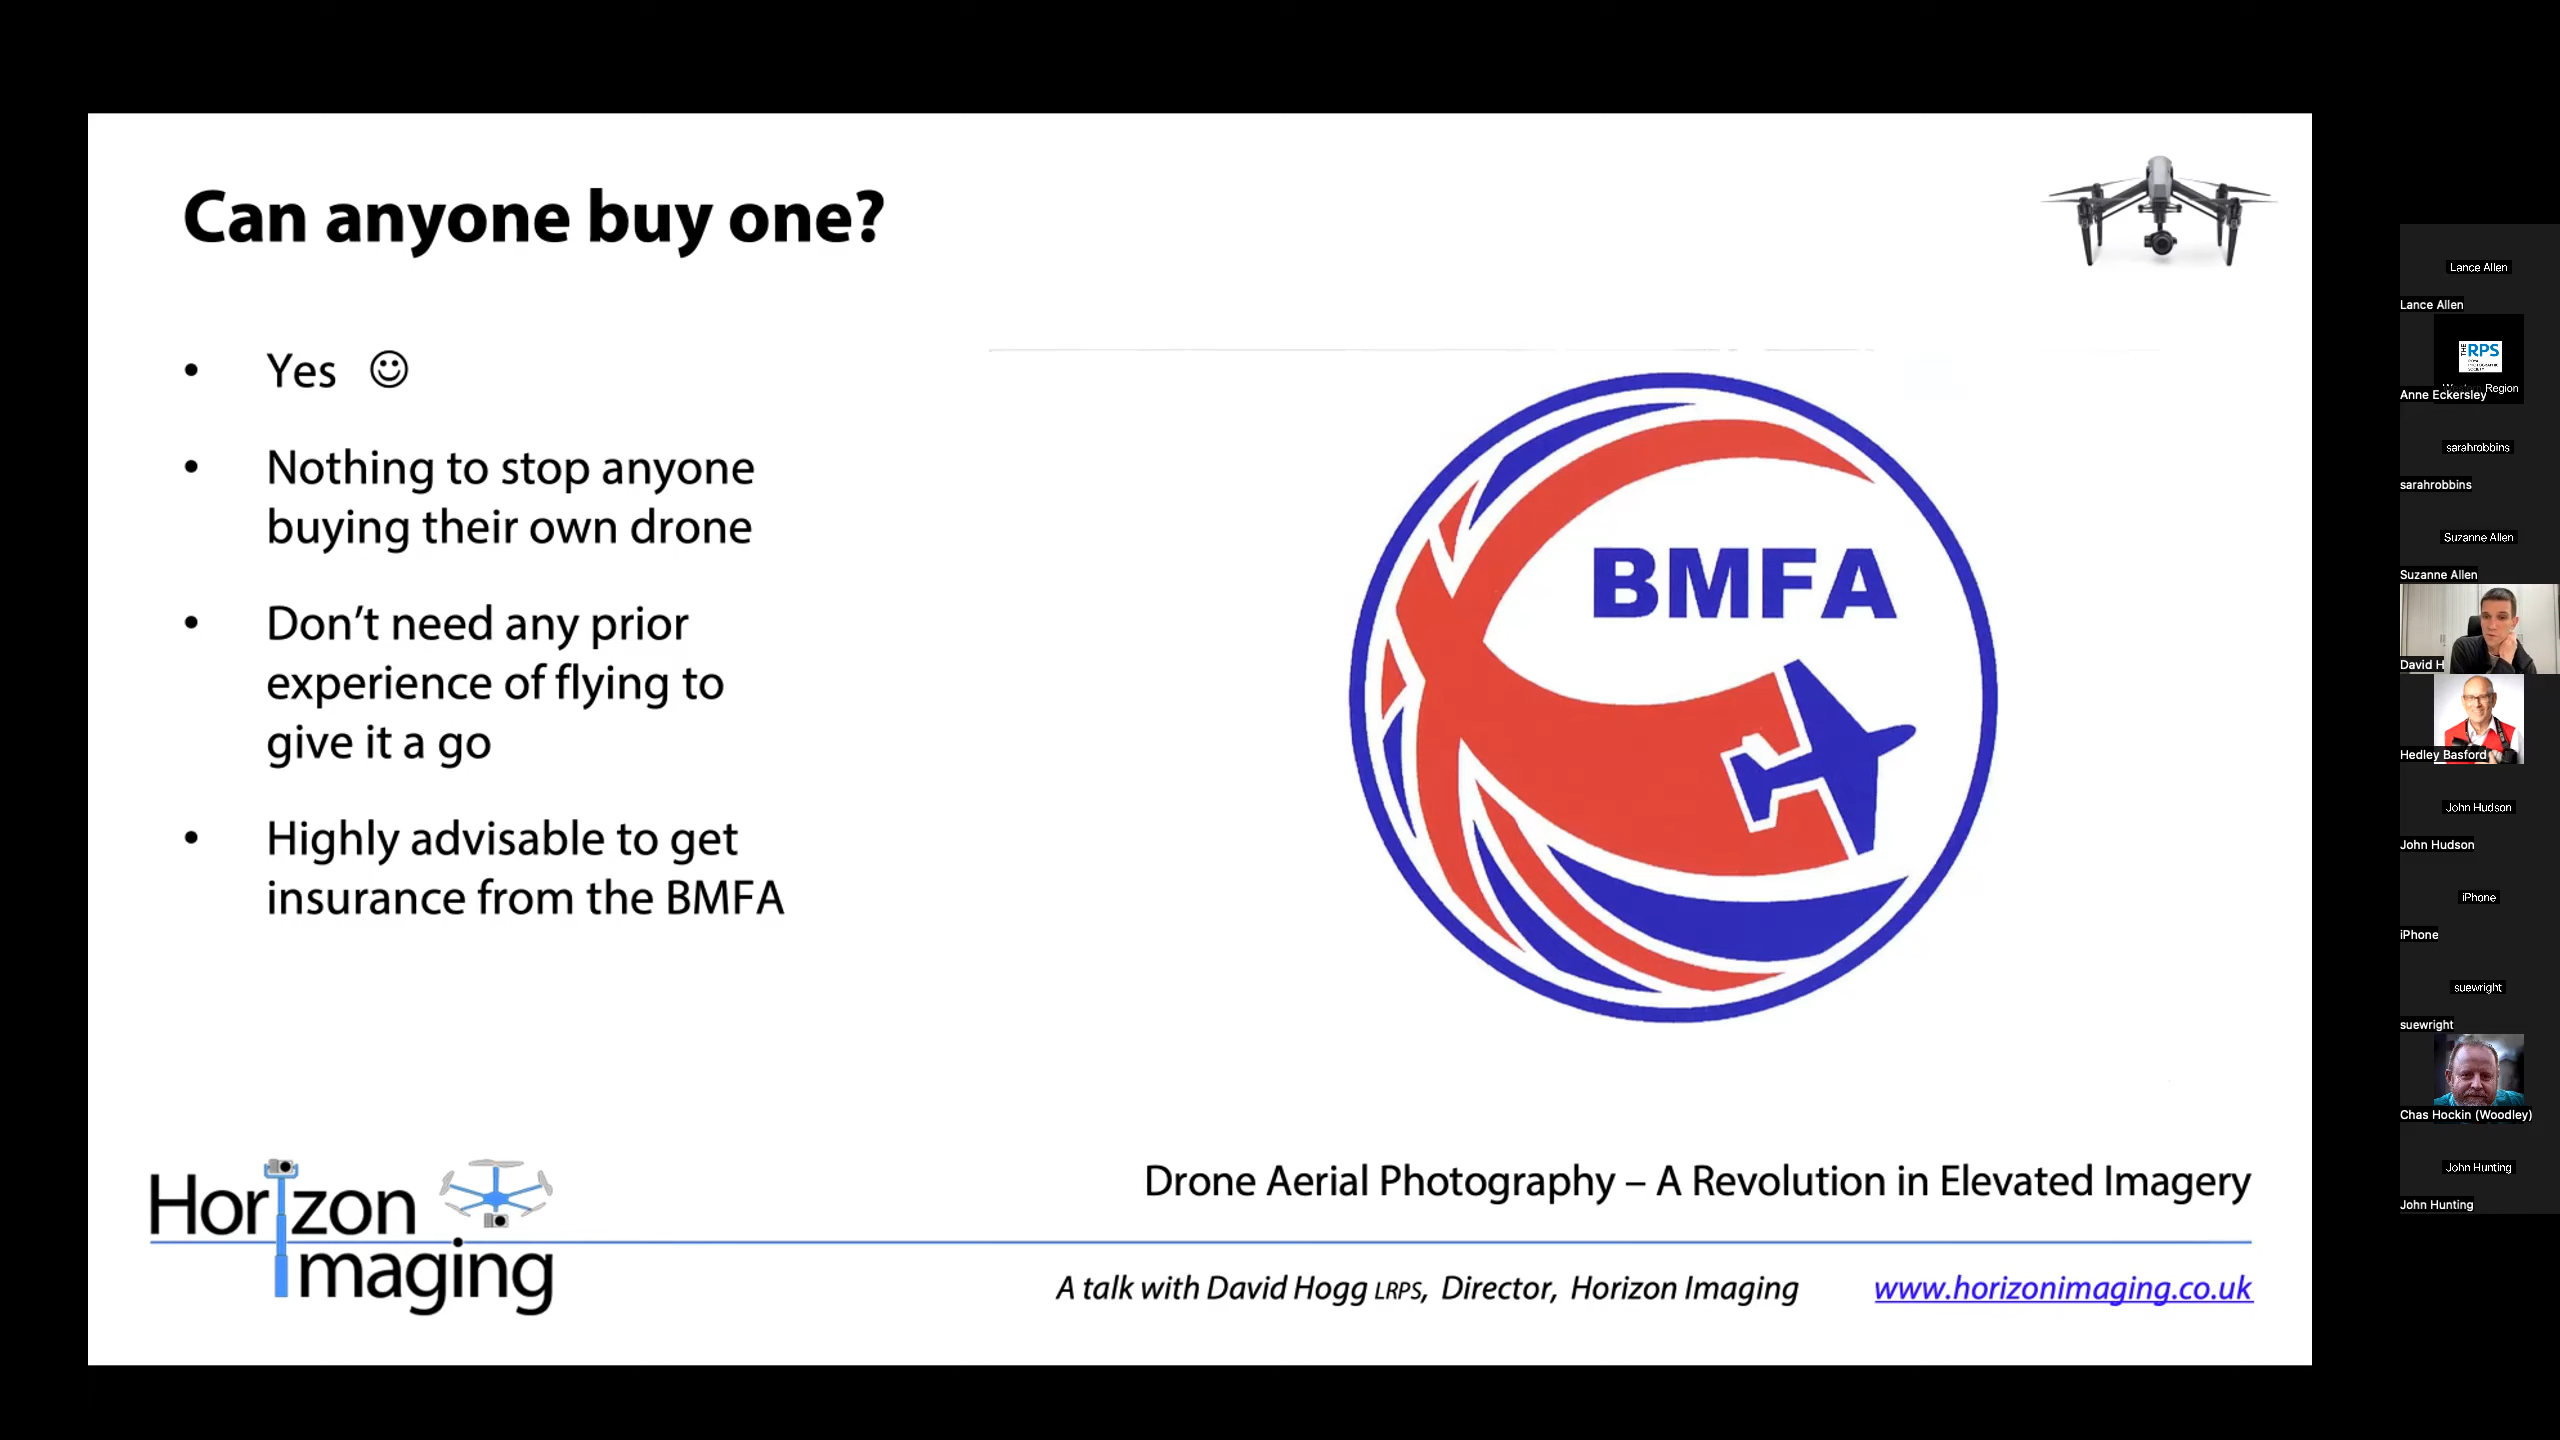 Can anyone buy one?
• Yes ☺
• Nothing to stop anyone
buying their own drone
• Don’t need any prior
experience of flying to
give it a go
• Highly advisable to get
insurance from the BMFA
BMFA
Horizon
Imaging
Drone Aerial Photography – A Revolution in Elevated Imagery
A talk with David Hogg LRPS, Director, Horizon Imaging
www.horizonimaging.co.uk
Lance Allen
Lance Allen
THE RPS
Region
Anne Eckersley
sarahrobbins
sarahrobbins
Suzanne Allen
Suzanne Allen
David H
Hedley Basford
John Hudson
John Hudson
iPhone
iPhone
suewright
suewright
Chas Hockin (Woodley)
John Hunting
John Hunting